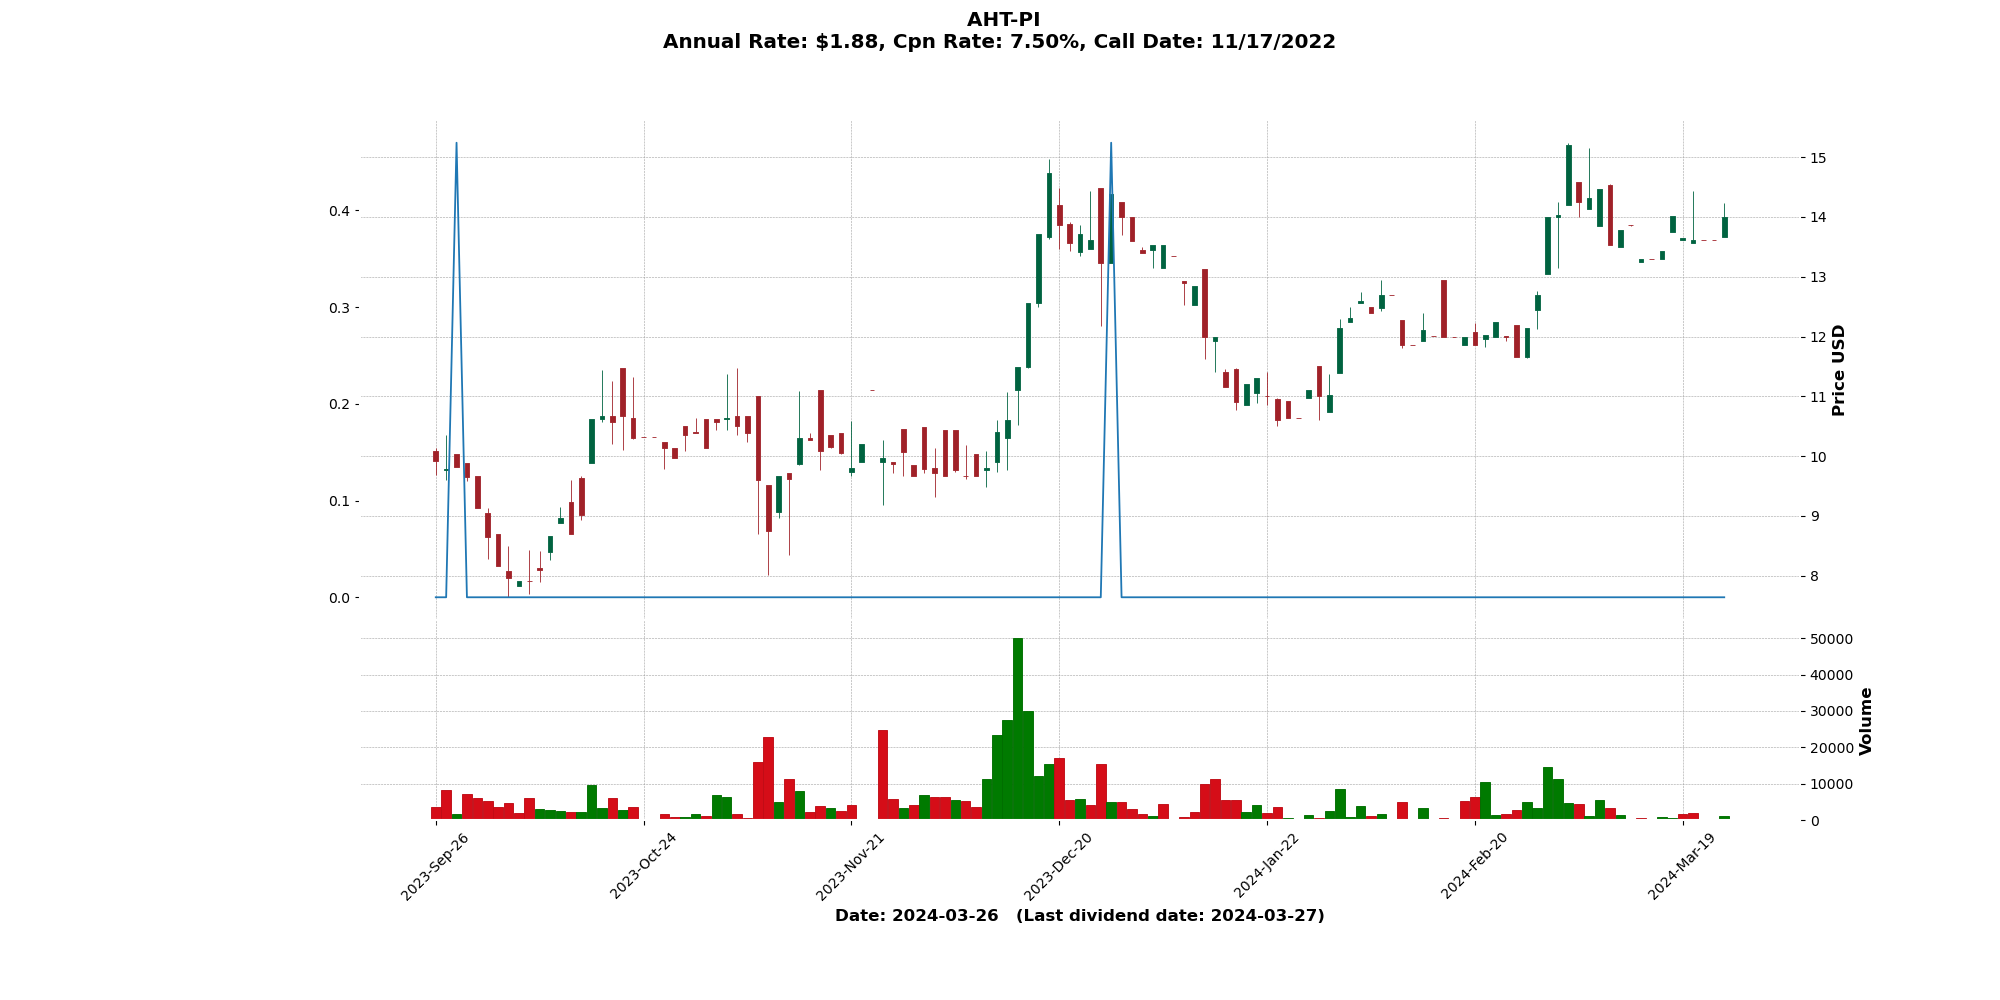 AHT-PI
Annual Rate: $1.88, Cpn Rate: 7.50%, Call Date: 11/17/2022
0.4
0.3
0.2
0.1
0.0
15
14
13
12
11
10
9
8
Price USD
50000
40000
30000
20000
10000
0
Volume
2023-Sep-26
2023-Oct-24
2023-Nov-21
2023-Dec-20
2024-Jan-22
2024-Feb-20
2024-Mar-19
Date: 2024-03-26 (Last dividend date: 2024-03-27)